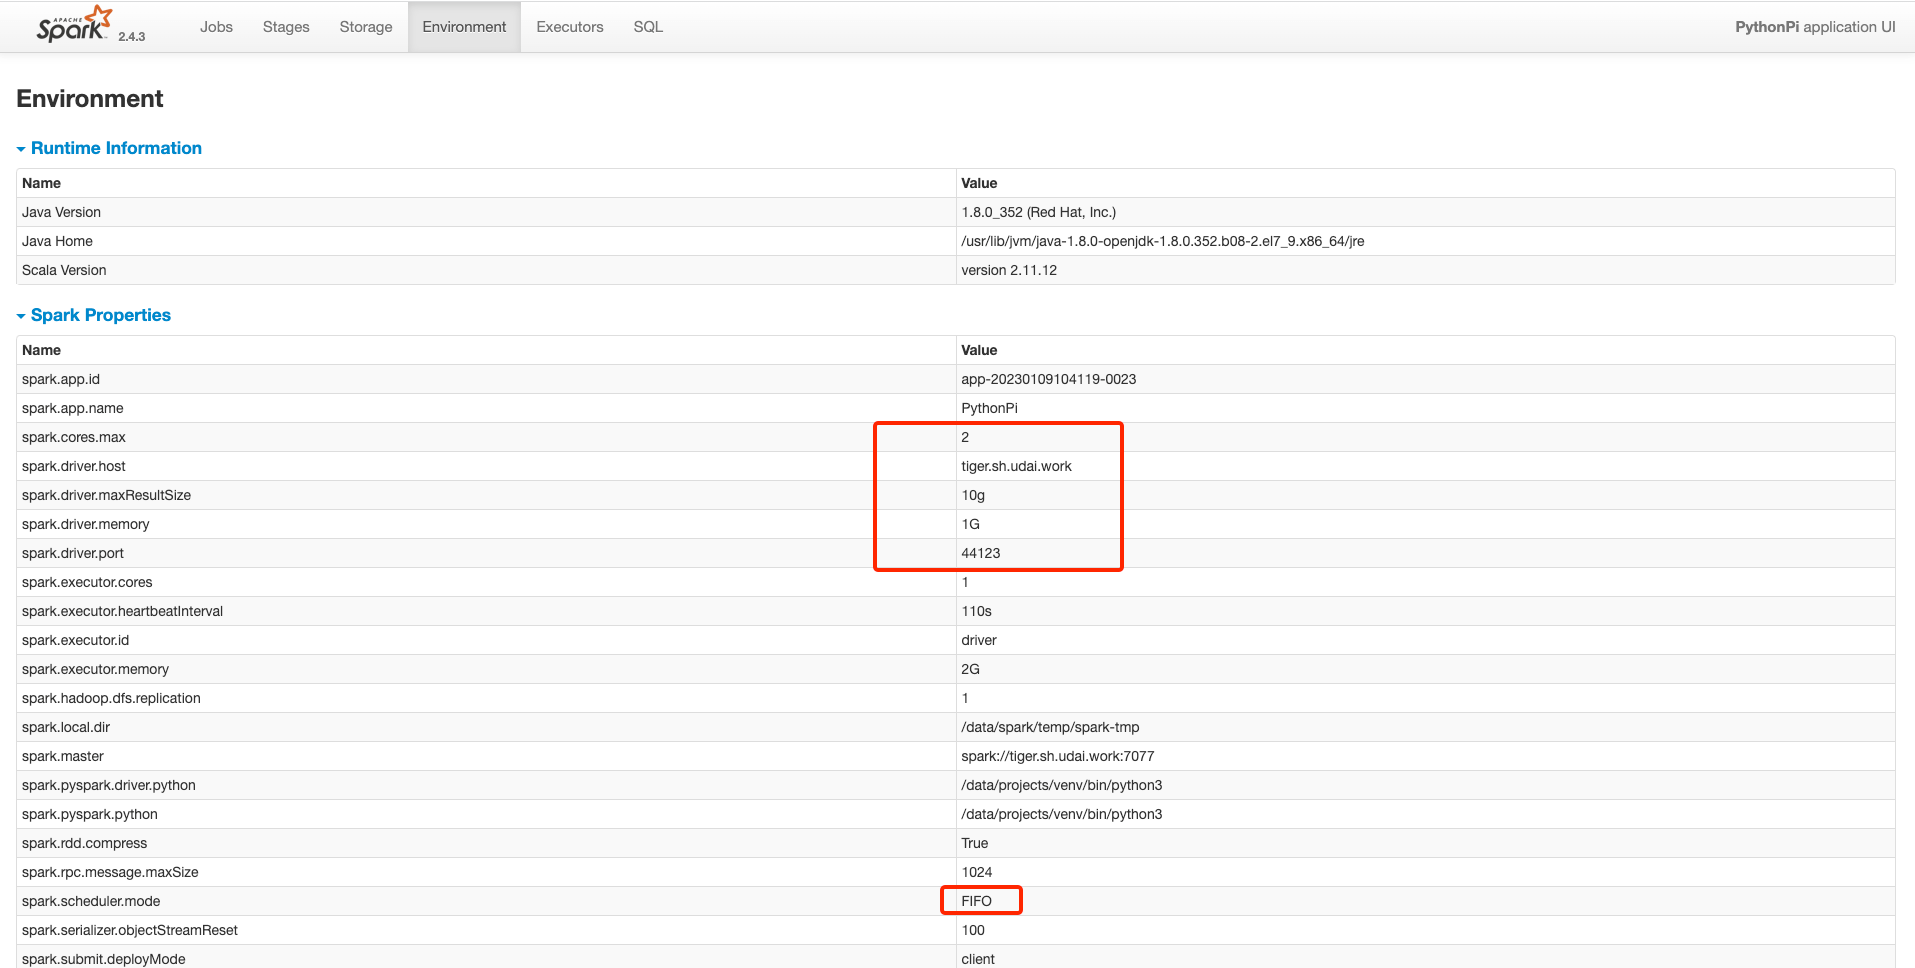 APACHE Spark 2.4.3 Jobs Stages Storage Environment Executors SQL PythonPi application UI
Environment
Runtime Information
Name Value
Java Version 1.8.0_352 (Red Hat, Inc.)
Java Home /usr/lib/jvm/java-1.8.0-openjdk-1.8.0.352.b08-2.el7_9.x86_64/jre
Scala Version version 2.11.12
Spark Properties
Name Value
spark.app.id app-20230109104119-0023
spark.app.name PythonPi
spark.cores.max 2
spark.driver.host tiger.sh.udai.work
spark.driver.maxResultSize 10g
spark.driver.memory 1G
spark.driver.port 44123
spark.executor.cores 1
spark.executor.heartbeatInterval 110s
spark.executor.id driver
spark.executor.memory 2G
spark.hadoop.dfs.replication 1
spark.local.dir /data/spark/temp/spark-tmp
spark.master spark://tiger.sh.udai.work:7077
spark.pyspark.driver.python /data/projects/venv/bin/python3
spark.pyspark.python /data/projects/venv/bin/python3
spark.rdd.compress True
spark.rpc.message.maxSize 1024
spark.scheduler.mode FIFO
spark.serializer.objectStreamReset 100
spark.submit.deployMode client